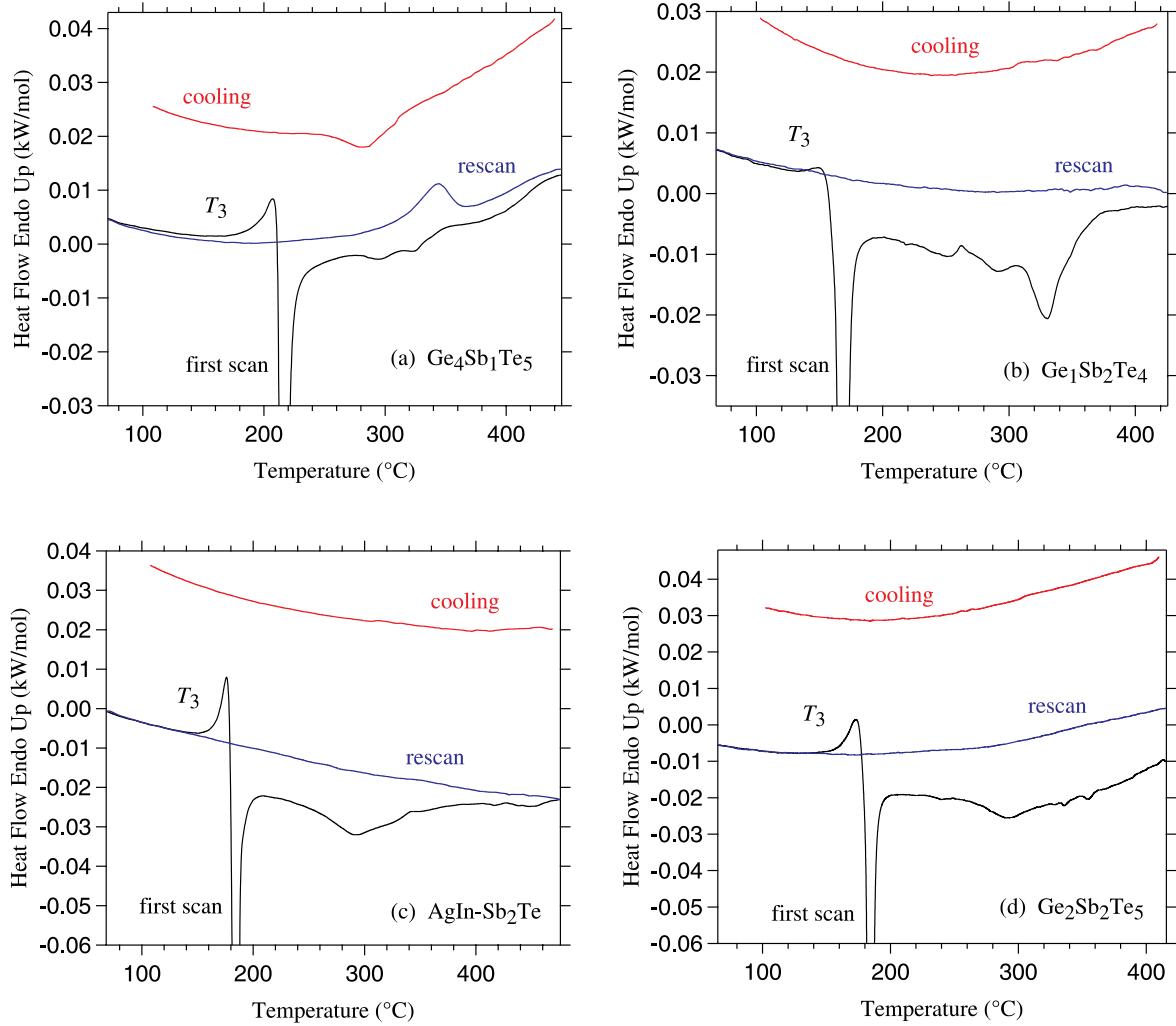 0.04
0.03
0.02
0.01
0.00
-0.01
-0.02
-0.03
Heat Flow Endo Up (kW/mol)
cooling
rescan
T3
first scan
(a) Ge4Sb1Te5
100 200 300 400
Temperature (°C)
0.03
0.02
0.01
0.00
-0.01
-0.02
-0.03
Heat Flow Endo Up (kW/mol)
cooling
T3
rescan
first scan
(b) Ge1Sb2Te4
100 200 300 400
Temperature (°C)
0.04
0.03
0.02
0.01
0.00
-0.01
-0.02
-0.03
-0.04
-0.05
-0.06
Heat Flow Endo Up (kW/mol)
cooling
T3
rescan
first scan
(c) AgIn-Sb2Te
100 200 300 400
Temperature (°C)
0.04
0.03
0.02
0.01
0.00
-0.01
-0.02
-0.03
-0.04
-0.05
-0.06
Heat Flow Endo Up (kW/mol)
cooling
T3
rescan
first scan
(d) Ge2Sb2Te5
100 200 300 400
Temperature (°C)